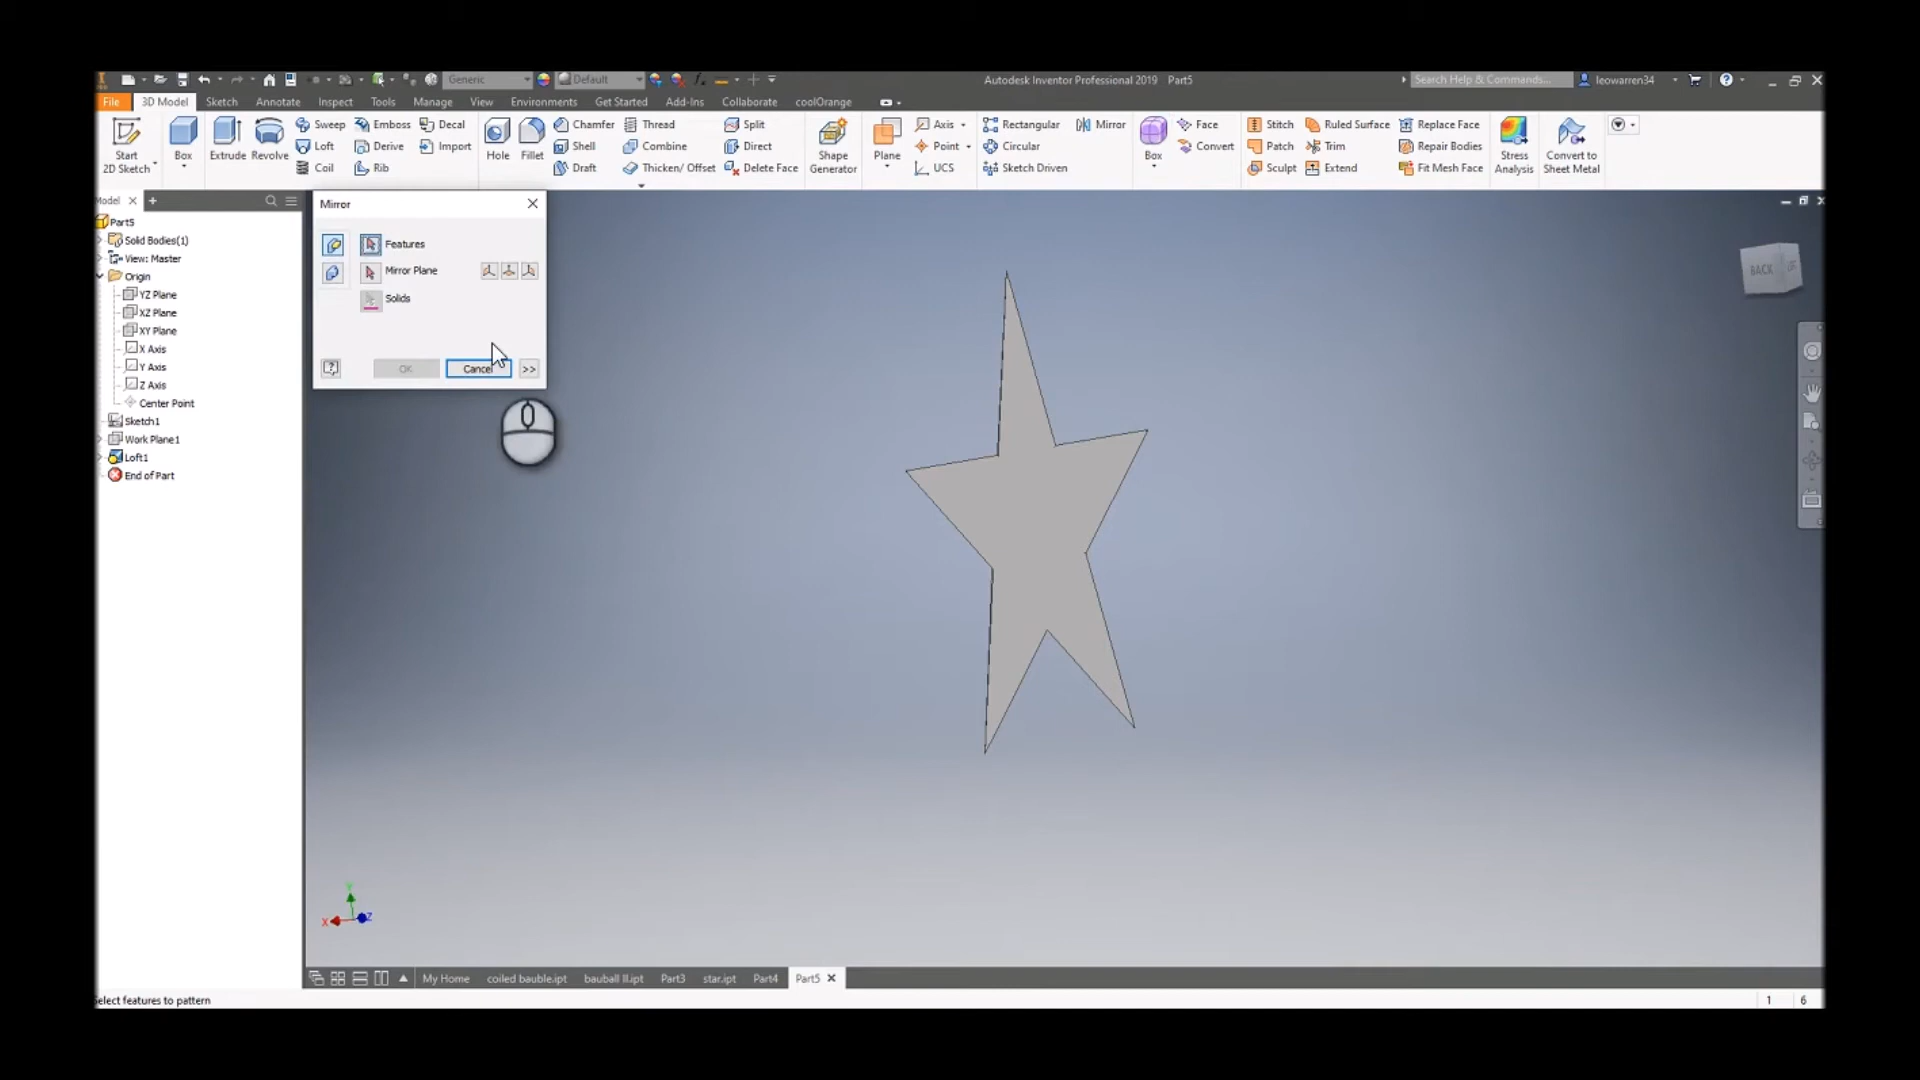 Generic
Default
Autodesk Inventor Professional 2019 Part5
Search Help & Commands...
leowarren34
File 3D Model Sketch Annotate Inspect Tools Manage View Environments Get Started Add-Ins Collaborate coolOrange
Start
2D Sketch
Box
Extrude
Revolve
Sweep
Loft
Coil
Emboss
Derive
Rib
Decal
Import
Hole
Fillet
Chamfer
Shell
Draft
Thread
Combine
Thicken/ Offset
Split
Direct
Delete Face
Shape
Generator
Plane
Axis
Point
UCS
Rectangular
Circular
Sketch Driven
Mirror
Box
Face
Convert
Stitch
Patch
Sculpt
Ruled Surface
Trim
Extend
Replace Face
Repair Bodies
Fit Mesh Face
Stress
Analysis
Convert to
Sheet Metal
Model
Part5
Solid Bodies(1)
View: Master
Origin
YZ Plane
XZ Plane
XY Plane
X Axis
Y Axis
Z Axis
Center Point
Sketch1
Work Plane1
Loft1
End of Part
Mirror
Features
Mirror Plane
Solids
OK
Cancel
>>
BACK
Y
X
Z
My Home coiled bauble.ipt bauball II.ipt Part3 star.ipt Part4 Part5
Select features to pattern
1 6